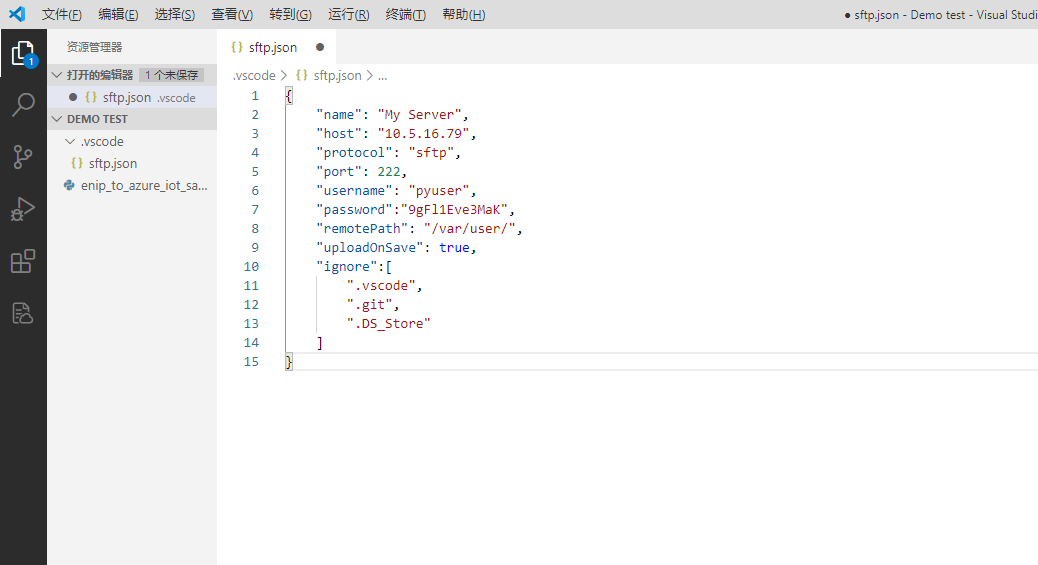 文件(F) 编辑(E) 选择(S) 查看(V) 转到(G) 运行(R) 终端(T) 帮助(H) ● sftp.json - Demo test - Visual Studi
资源管理器
打开的编辑器 1 个未保存
● {} sftp.json .vscode
DEMO TEST
.vscode
{} sftp.json
enip_to_azure_iot_sa...
1
{} sftp.json ●
.vscode > {} sftp.json > ...
1 {
2 "name": "My Server",
3 "host": "10.5.16.79",
4 "protocol": "sftp",
5 "port": 222,
6 "username": "pyuser",
7 "password":"9gFl1Eve3MaK",
8 "remotePath": "/var/user/",
9 "uploadOnSave": true,
10 "ignore":[
11 ".vscode",
12 ".git",
13 ".DS_Store"
14 ]
15 }